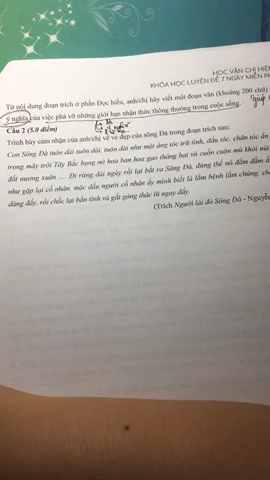 HỌC VĂN CHỊ HIÊ
KHÓA HỌC LUYỆN ĐỀ 7 NGÀY MIỄN PH
Từ nội dung đoạn trích ở phần Đọc hiểu, anh/chị hãy viết một đoạn văn (khoảng 200 chữ)
ý nghĩa của việc phá vỡ những giới hạn nhận thức thông thường trong cuộc sống.
Câu 2 (5.0 điểm)
Trình bày cảm nhận của anh/chị về vẻ đẹp của sông Đà trong đoạn trích sau:
Con Sông Đà tuôn dài tuôn dài, tuôn dài như một áng tóc trữ tình, đầu tóc, chân tóc ẩn
trong mây trời Tây Bắc bung nở hoa ban hoa gạo tháng hai và cuồn cuộn mù khói núi
đốt nương xuân .... Đi rừng dài ngày rồi lại bắt ra Sông Đà, đúng thế nó đằm đằm ấ
như gặp lại cố nhân, mặc dầu người cố nhân ấy mình biết là lắm bệnh lắm chứng, ch
dàng đấy, rồi chốc lại bẳn tính và gắt gỏng thác lũ ngay đấy.
(Trích Người lái đò Sông Đà - Nguyễ